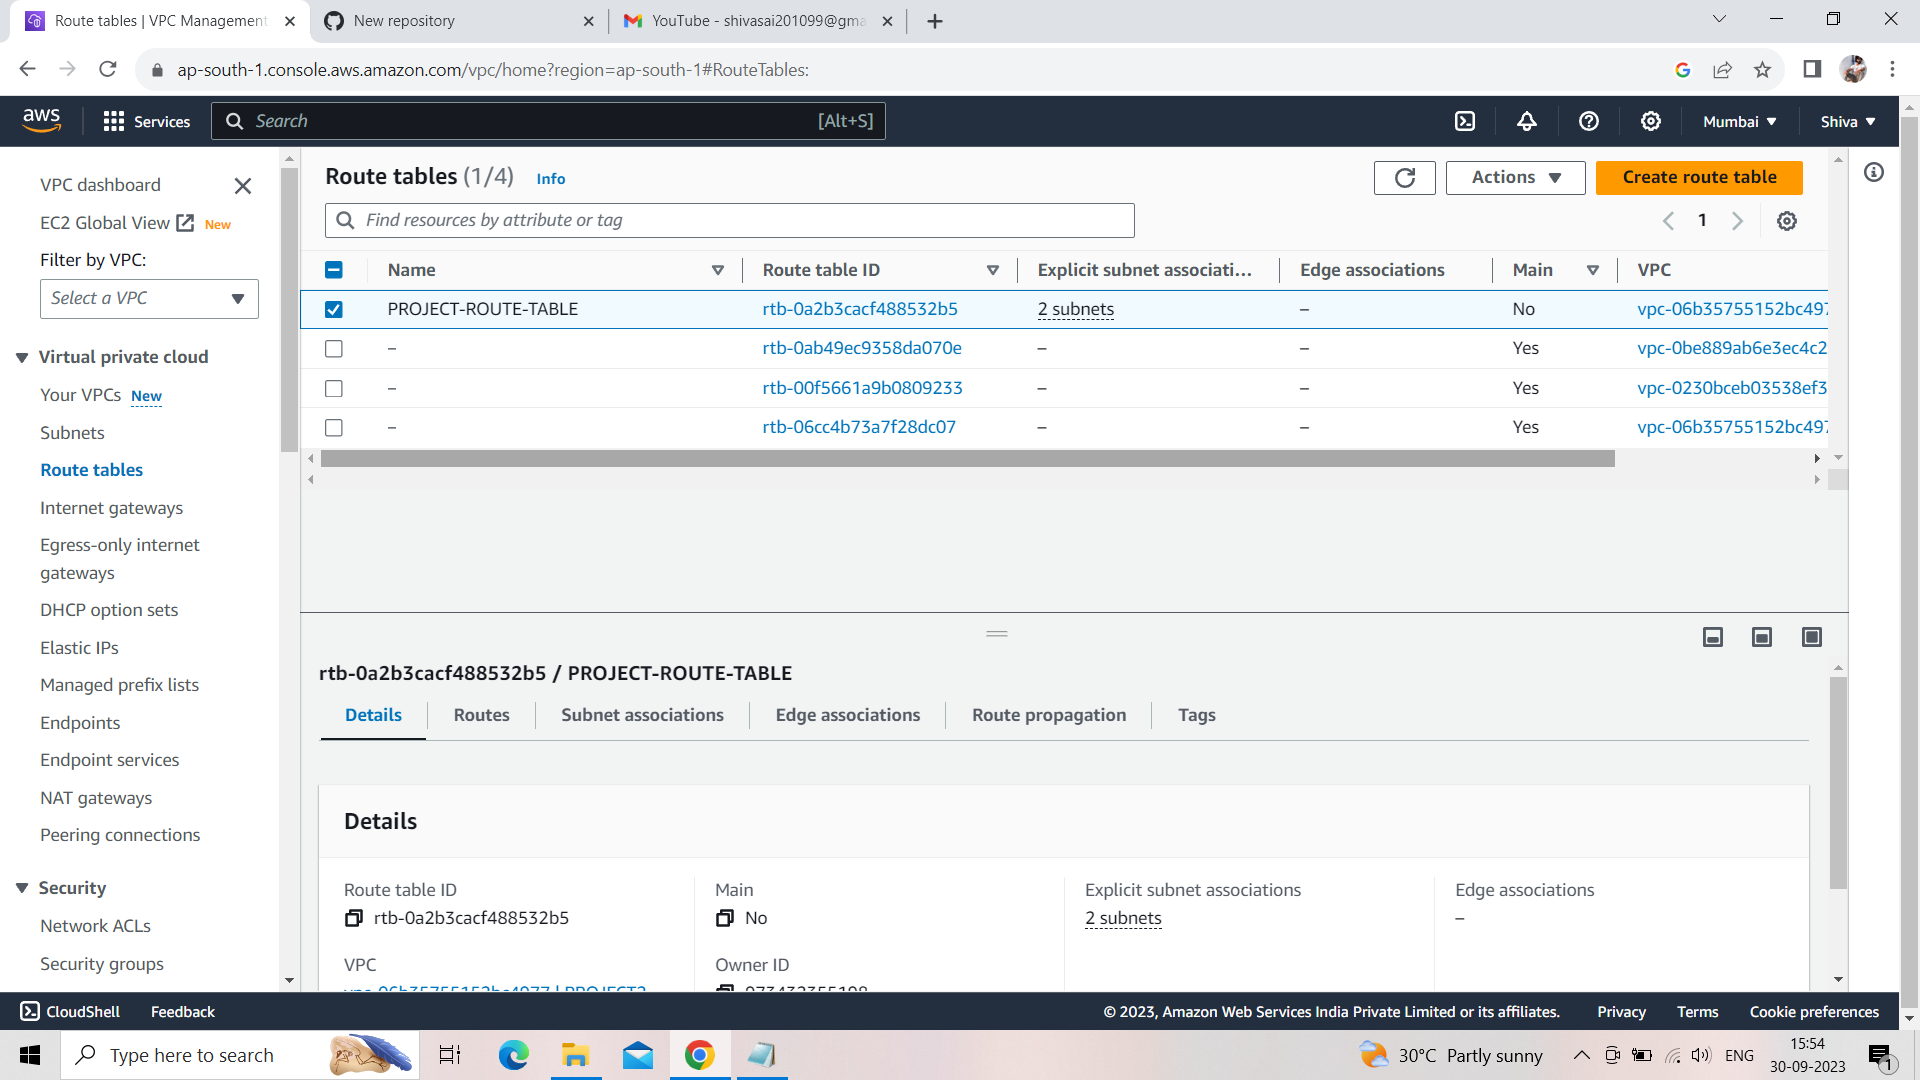 Route tables | VPC Management
New repository
YouTube - shivasai201099@gma
ap-south-1.console.aws.amazon.com/vpc/home?region=ap-south-1#RouteTables:
aws
Services
Search
[Alt+S]
Mumbai
Shiva
VPC dashboard
EC2 Global View New
Filter by VPC:
Select a VPC
Virtual private cloud
Your VPCs New
Subnets
Route tables
Internet gateways
Egress-only internet
gateways
DHCP option sets
Elastic IPs
Managed prefix lists
Endpoints
Endpoint services
NAT gateways
Peering connections
Security
Network ACLs
Security groups
Route tables (1/4) Info
Actions
Create route table
Find resources by attribute or tag
1
Name Route table ID Explicit subnet associati... Edge associations Main VPC
PROJECT-ROUTE-TABLE rtb-0a2b3cacf488532b5 2 subnets – No vpc-06b35755152bc497
– rtb-0ab49ec9358da070e – – Yes vpc-0be889ab6e3ec4c2
– rtb-00f5661a9b0809233 – – Yes vpc-0230bceb03538ef3
– rtb-06cc4b73a7f28dc07 – – Yes vpc-06b35755152bc497
rtb-0a2b3cacf488532b5 / PROJECT-ROUTE-TABLE
Details Routes Subnet associations Edge associations Route propagation Tags
Details
Route table ID
rtb-0a2b3cacf488532b5
Main
No
Explicit subnet associations
2 subnets
Edge associations
–
VPC
vpc-06b35755152bc4977 | PROJECT2
Owner ID
CloudShell Feedback
© 2023, Amazon Web Services India Private Limited or its affiliates. Privacy Terms Cookie preferences
Type here to search
30°C Partly sunny
ENG
15:54
30-09-2023
1